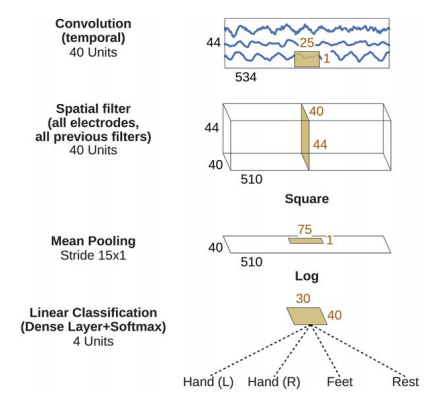 Convolution
(temporal)
40 Units
44
25
1
534
Spatial filter
(all electrodes,
all previous filters)
40 Units
40
44
44
40
510
Square
Mean Pooling
Stride 15x1
75
40
1
510
Log
Linear Classification
(Dense Layer+Softmax)
4 Units
30
40
Hand (L) Hand (R) Feet Rest